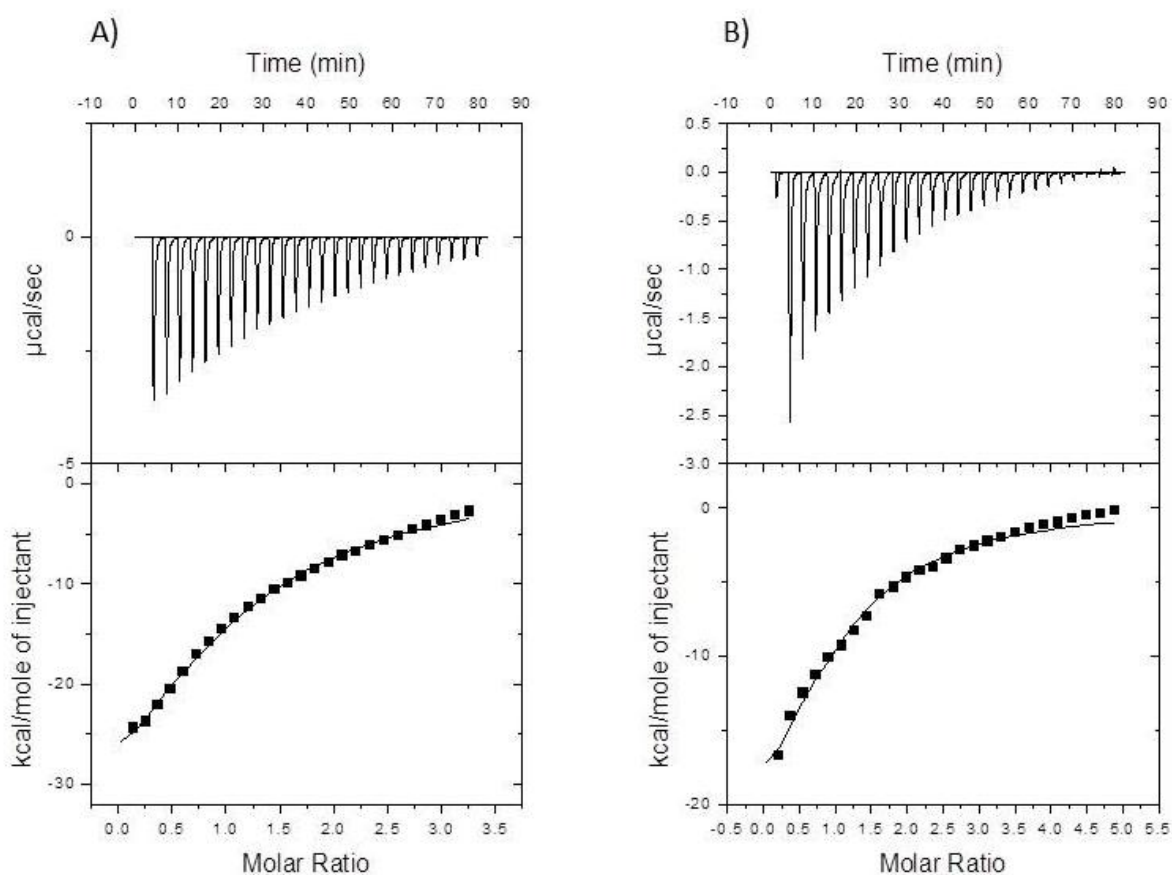 A)
Time (min)
-10 0 10 20 30 40 50 60 70 80 90
0
-5
µcal/sec
0
-10
-20
-30
kcal/mole of injectant
0.0 0.5 1.0 1.5 2.0 2.5 3.0 3.5
Molar Ratio
B)
Time (min)
-10 0 10 20 30 40 50 60 70 80 90
0.5
0.0
-0.5
-1.0
-1.5
-2.0
-2.5
-3.0
µcal/sec
0
-10
-20
kcal/mole of injectant
-0.5 0.0 0.5 1.0 1.5 2.0 2.5 3.0 3.5 4.0 4.5 5.0 5.5
Molar Ratio